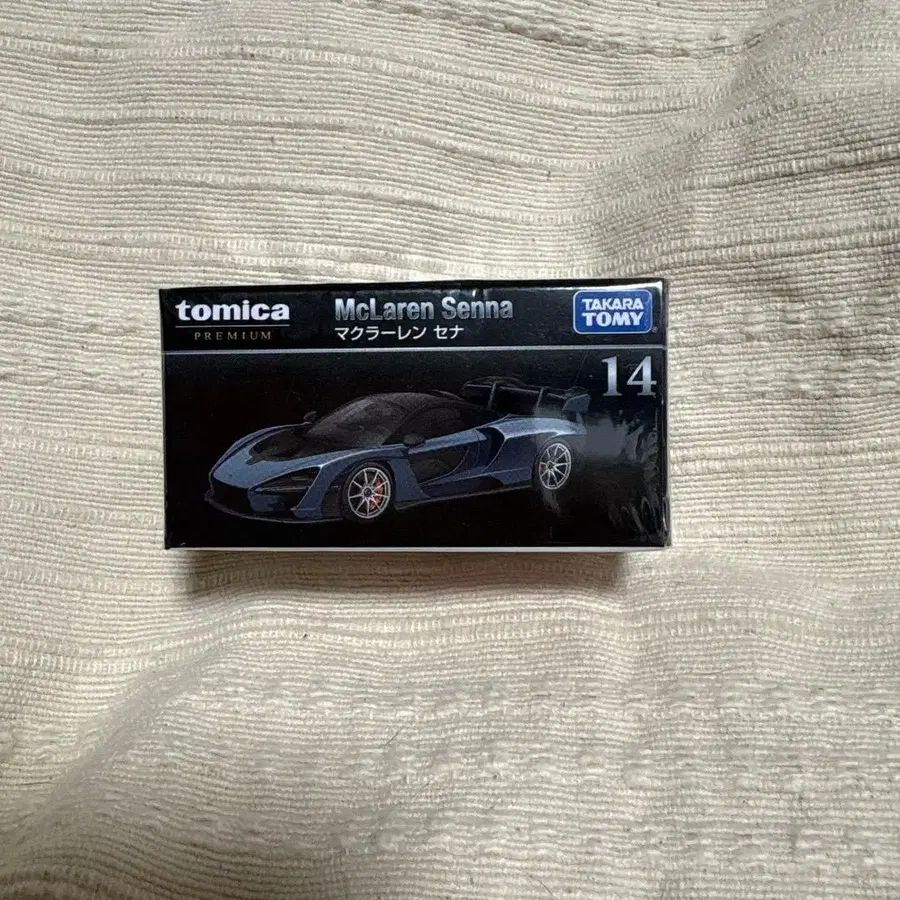 tomica
PREMIUM
McLaren Senna
マクラーレン セナ
TAKARA
TOMY
14